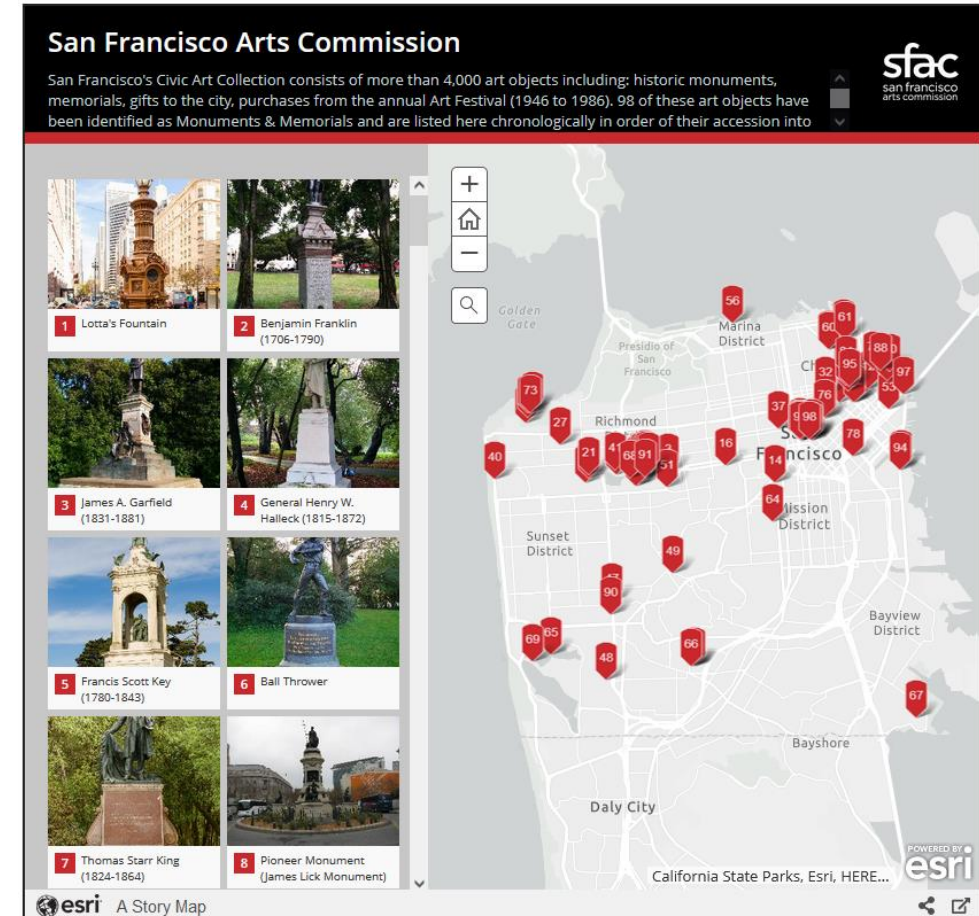 San Francisco Arts Commission
San Francisco's Civic Art Collection consists of more than 4,000 art objects including: historic monuments,
memorials, gifts to the city, purchases from the annual Art Festival (1946 to 1986). 98 of these art objects have
been identified as Monuments & Memorials and are listed here chronologically in order of their accession into
sfac
san francisco
arts commission
1 Lotta's Fountain
2 Benjamin Franklin
(1706-1790)
3 James A. Garfield
(1831-1881)
4 General Henry W.
Halleck (1815-1872)
5 Francis Scott Key
(1780-1843)
6 Ball Thrower
7 Thomas Starr King
(1824-1864)
8 Pioneer Monument
(James Lick Monument)
Golden
Gate
56
Marina
District
61
60
Presidio of
San
Francisco
88
95
32
97
53
73
76
27
Richmond
37
98
78
40
21
41
68
91
51
16
14
Francisco
94
64
Mission
District
Sunset
District
49
90
69
65
48
66
Bayview
District
67
Bayshore
Daly City
California State Parks, Esri, HERE...
POWERED BY
esri
esri A Story Map